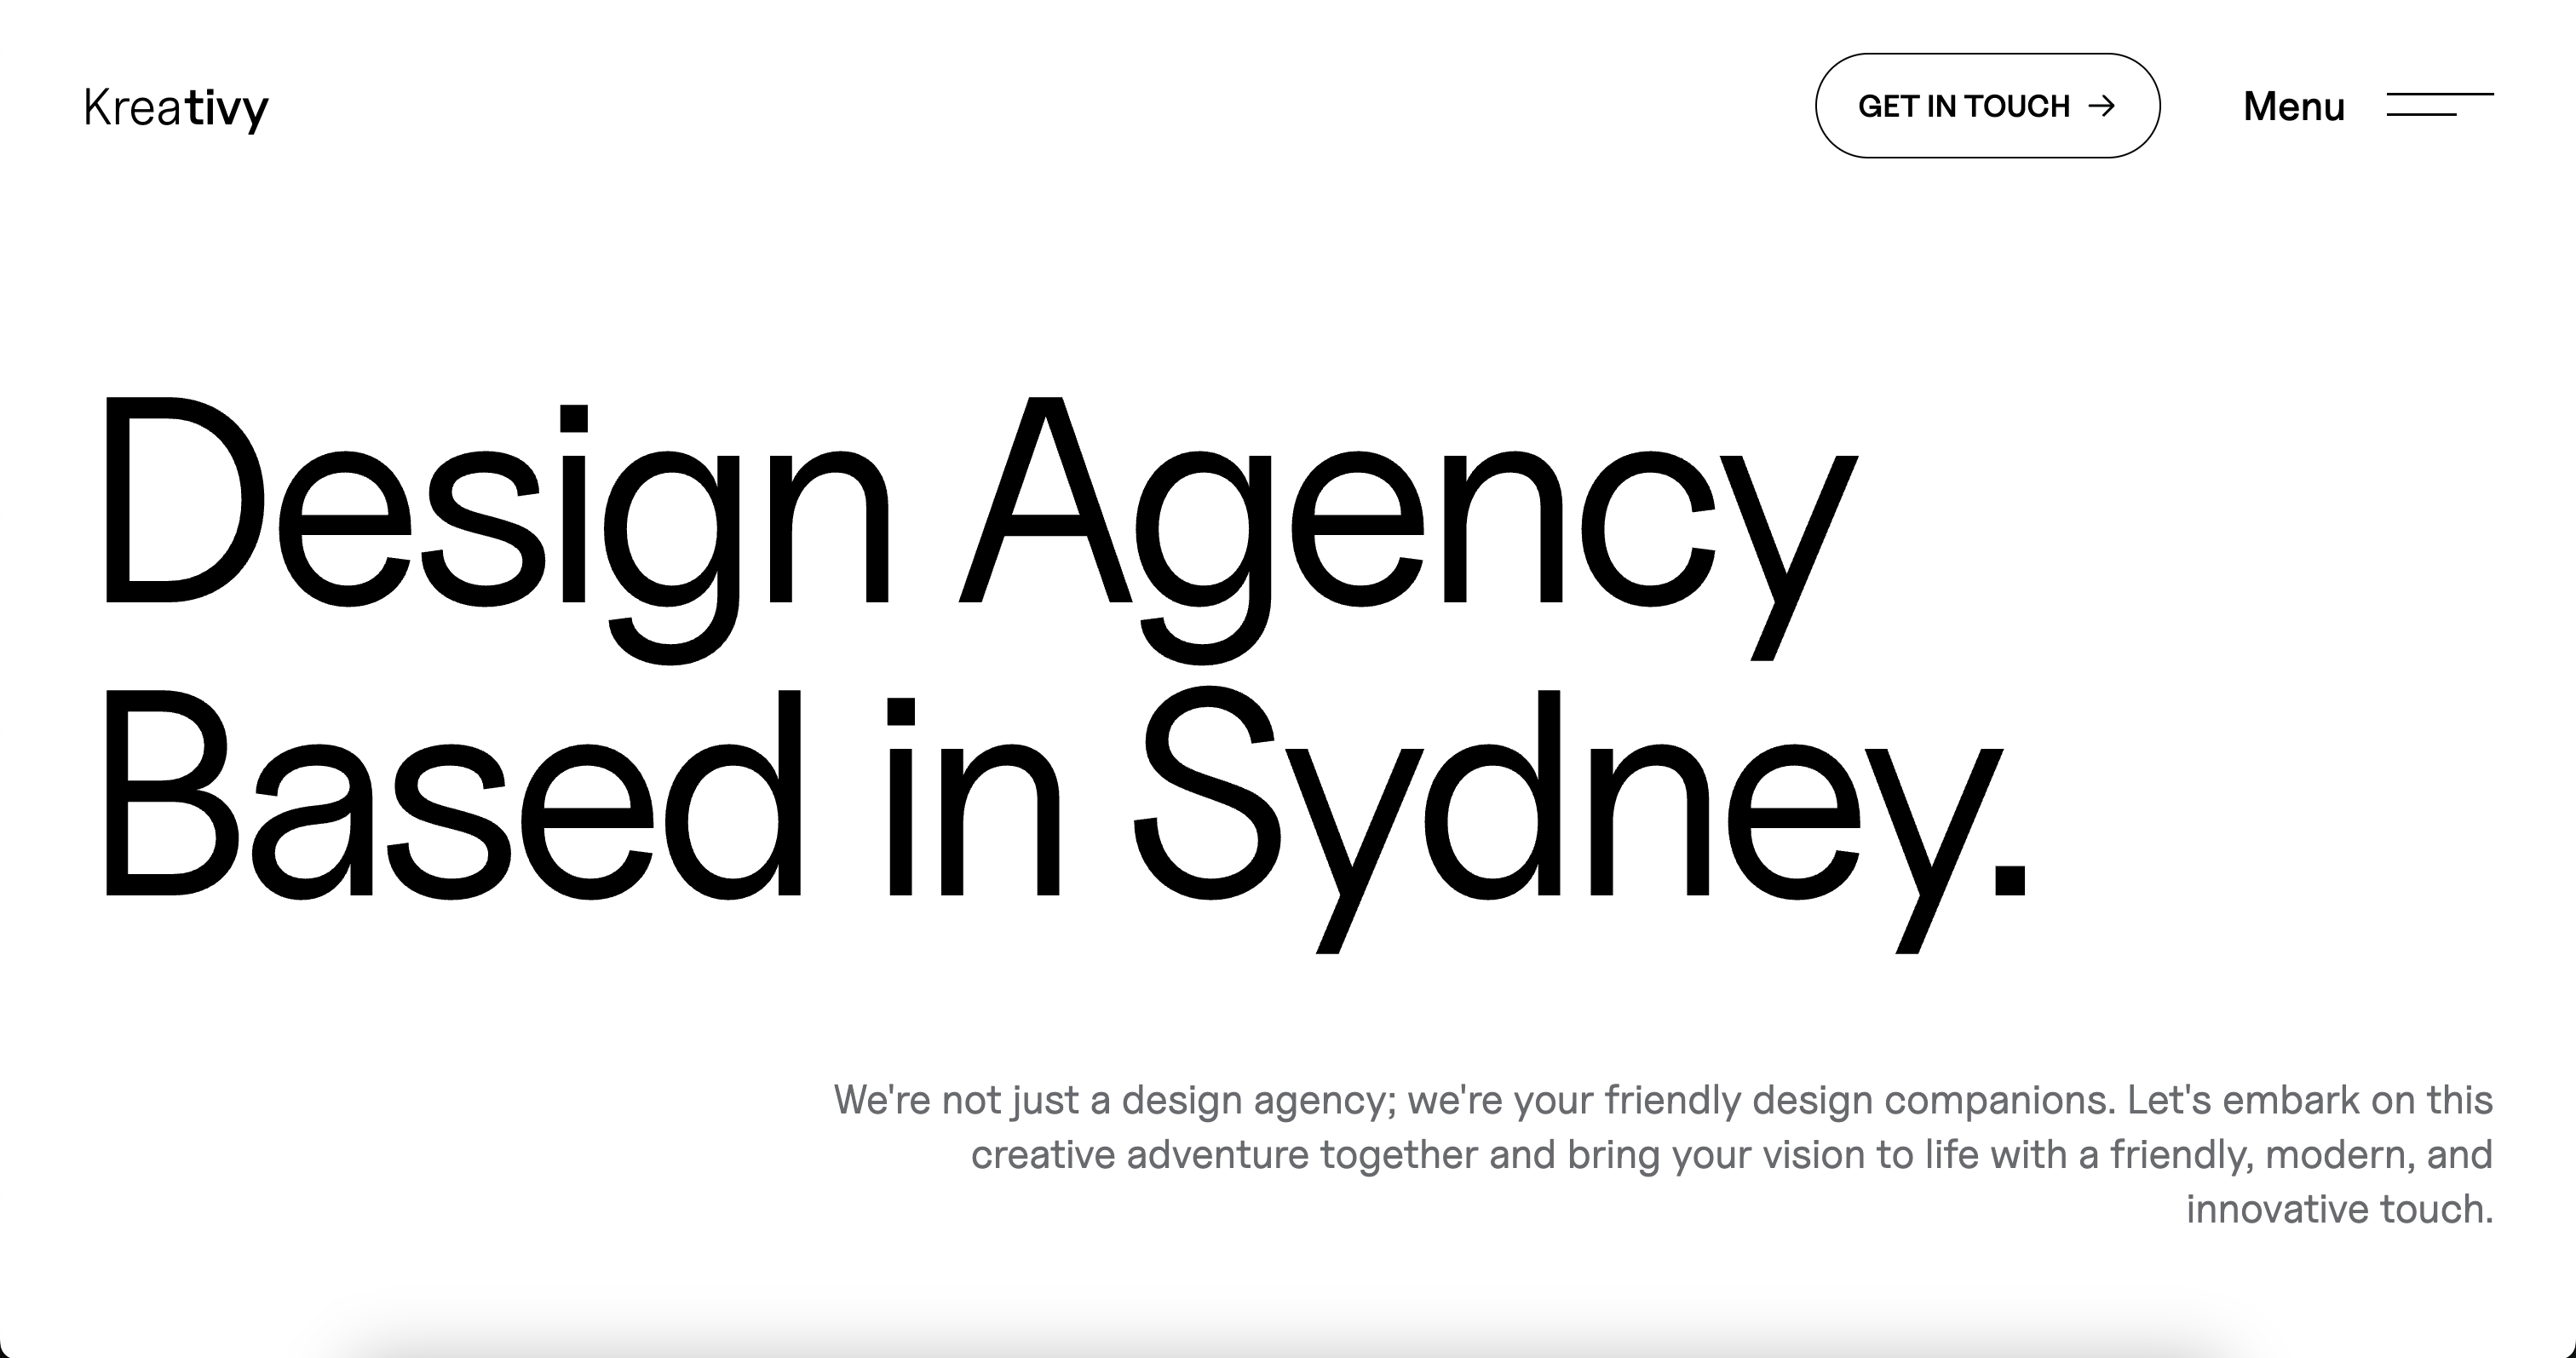 Kreativy
GET IN TOUCH →
Menu
Design Agency
Based in Sydney.
We're not just a design agency; we're your friendly design companions. Let's embark on this
creative adventure together and bring your vision to life with a friendly, modern, and
innovative touch.